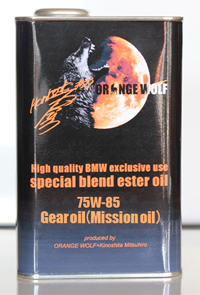 ORANGE WOLF
High quality BMW exclusive use
special blend ester oil
75W-85
Gear oil(Mission oil)
produced by
ORANGE WOLF×Kinoshita Mitsuhiro